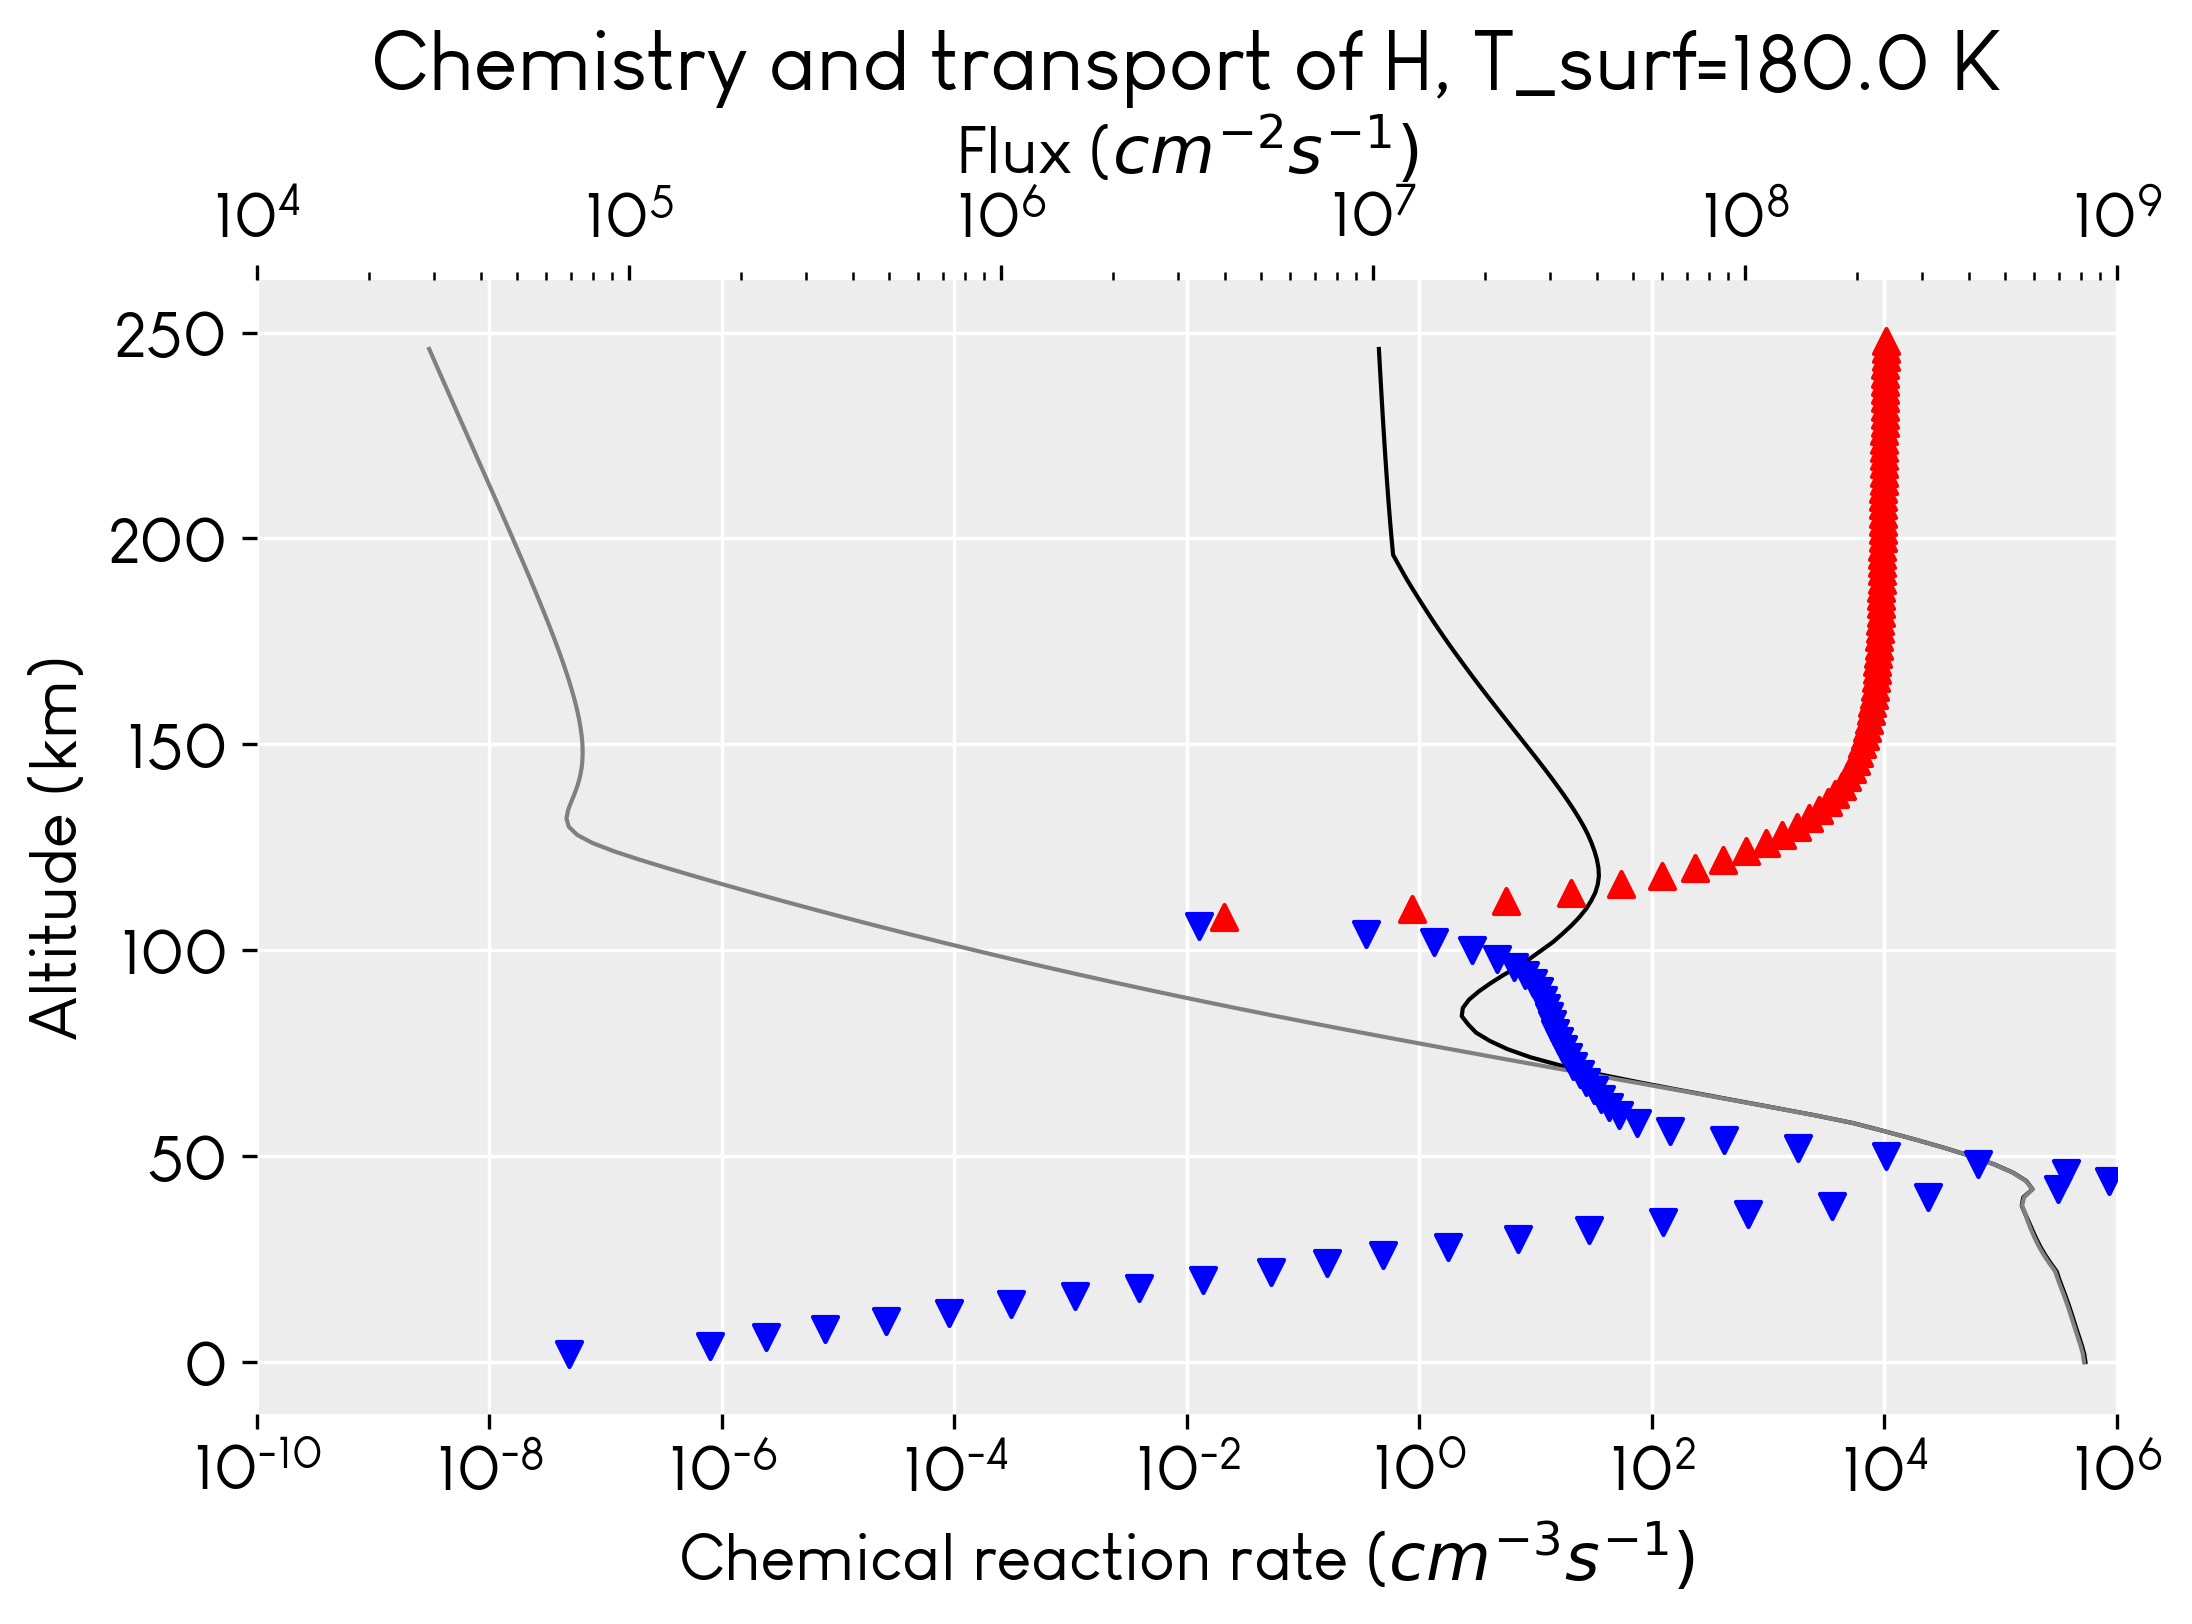 Chemistry and transport of H, T_surf=180.0 K
Flux (cm⁻²s⁻¹)
10⁴ 10⁵ 10⁶ 10⁷ 10⁸ 10⁹
250
200
150
100
50
0
Altitude (km)
10⁻¹⁰ 10⁻⁸ 10⁻⁶ 10⁻⁴ 10⁻² 10⁰ 10² 10⁴ 10⁶
Chemical reaction rate (cm⁻³s⁻¹)